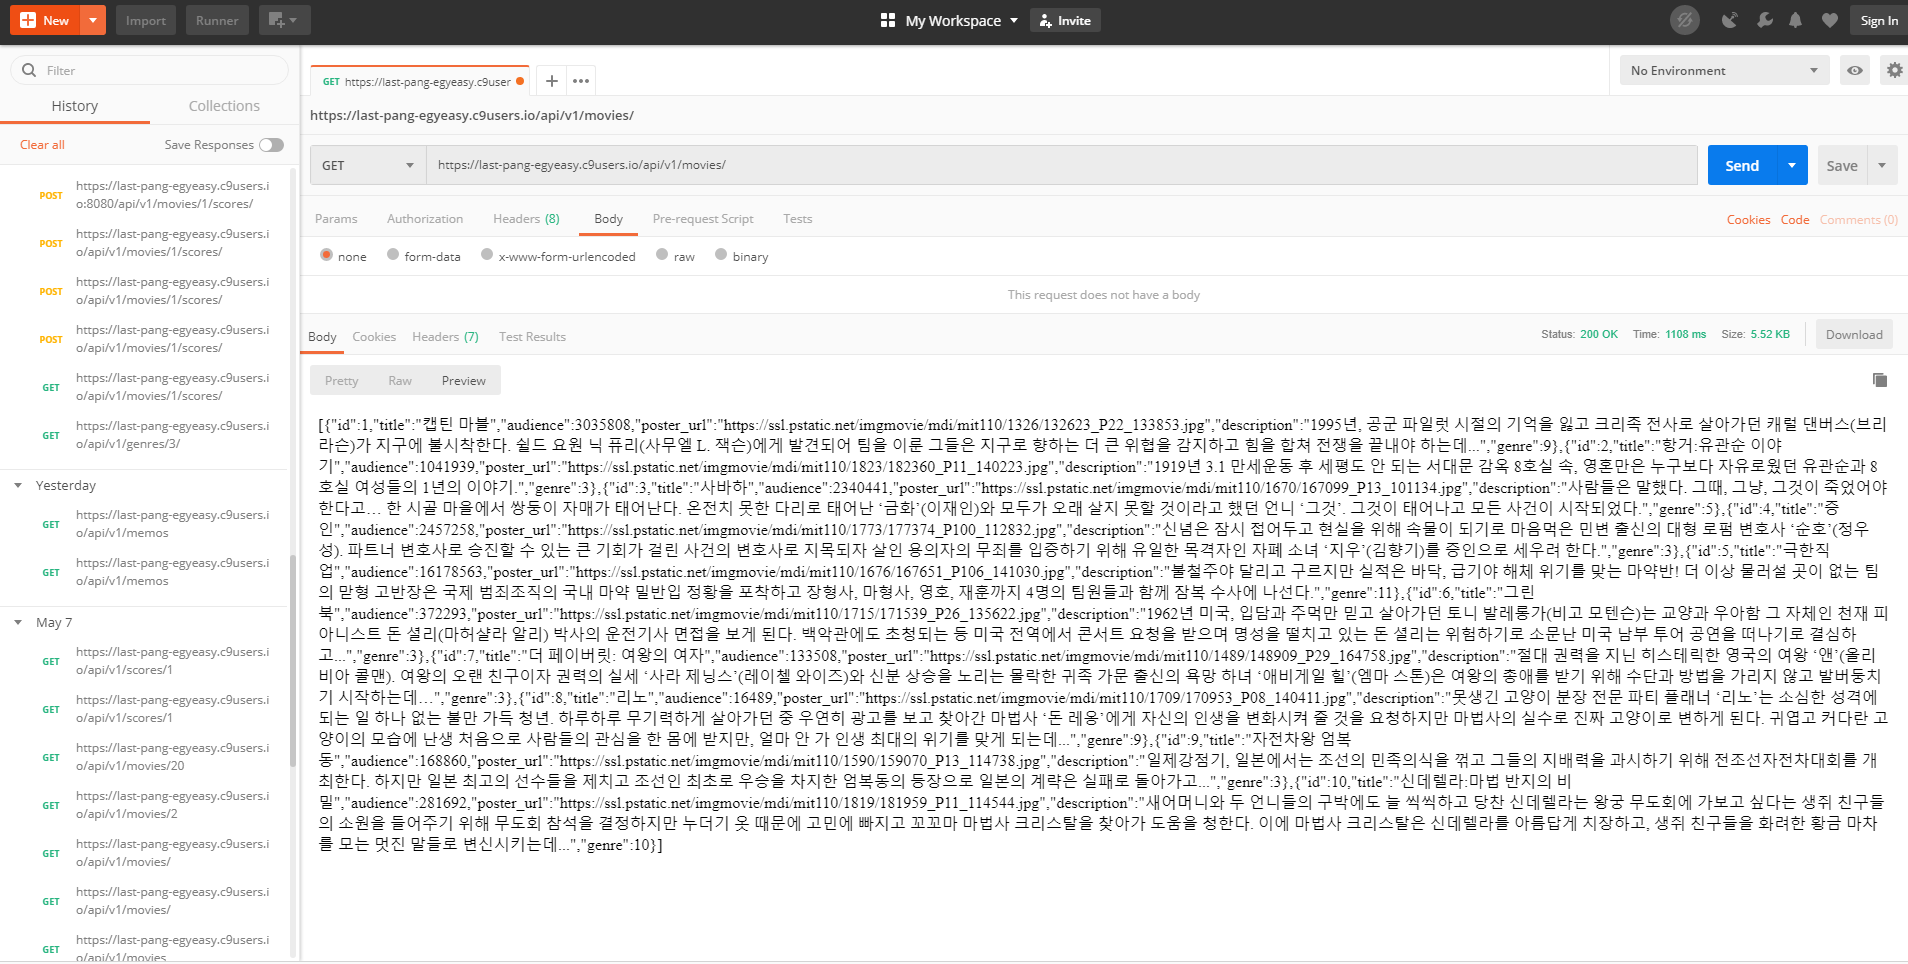 New
Import
Runner
My Workspace
Invite
Sign In
Filter
History
Collections
Clear all
Save Responses
POST
https://last-pang-egyeasy.c9users.i
o:8080/api/v1/movies/1/scores/
POST
https://last-pang-egyeasy.c9users.i
o/api/v1/movies/1/scores/
POST
https://last-pang-egyeasy.c9users.i
o/api/v1/movies/1/scores/
POST
https://last-pang-egyeasy.c9users.i
o/api/v1/movies/1/scores/
GET
https://last-pang-egyeasy.c9users.i
o/api/v1/movies/1/scores/
GET
https://last-pang-egyeasy.c9users.i
o/api/v1/genres/3/
Yesterday
GET
https://last-pang-egyeasy.c9users.i
o/api/v1/memos
GET
https://last-pang-egyeasy.c9users.i
o/api/v1/memos
May 7
GET
https://last-pang-egyeasy.c9users.i
o/api/v1/scores/1
GET
https://last-pang-egyeasy.c9users.i
o/api/v1/scores/1
GET
https://last-pang-egyeasy.c9users.i
o/api/v1/movies/20
GET
https://last-pang-egyeasy.c9users.i
o/api/v1/movies/2
GET
https://last-pang-egyeasy.c9users.i
o/api/v1/movies/
GET
https://last-pang-egyeasy.c9users.i
o/api/v1/movies/
GET
https://last-pang-egyeasy.c9users.i
o/api/v1/movies
GET https://last-pang-egyeasy.c9user
No Environment
https://last-pang-egyeasy.c9users.io/api/v1/movies/
GET
https://last-pang-egyeasy.c9users.io/api/v1/movies/
Send
Save
Params Authorization Headers (8) Body Pre-request Script Tests
Cookies Code Comments (0)
none form-data x-www-form-urlencoded raw binary
This request does not have a body
Body Cookies Headers (7) Test Results
Status: 200 OK Time: 1108 ms Size: 5.52 KB
Download
Pretty Raw Preview
[{"id":1,"title":"캡틴 마블","audience":3035808,"poster_url":"https://ssl.pstatic.net/imgmovie/mdi/mit110/1326/132623_P22_133853.jpg","description":"1995년, 공군 파일럿 시절의 기억을 잃고 크리족 전사로 살아가던 캐럴 댄버스(브리
라슨)가 지구에 불시착한다. 쉴드 요원 닉 퓨리(사무엘 L. 잭슨)에게 발견되어 팀을 이룬 그들은 지구로 향하는 더 큰 위협을 감지하고 힘을 합쳐 전쟁을 끝내야 하는데...","genre":9},{"id":2,"title":"항거:유관순 이야
기","audience":1041939,"poster_url":"https://ssl.pstatic.net/imgmovie/mdi/mit110/1823/182360_P11_140223.jpg","description":"1919년 3.1 만세운동 후 세평도 안 되는 서대문 감옥 8호실 속, 영혼만은 누구보다 자유로웠던 유관순과 8
호실 여성들의 1년의 이야기.","genre":3},{"id":3,"title":"사바하","audience":2340441,"poster_url":"https://ssl.pstatic.net/imgmovie/mdi/mit110/1670/167099_P13_101134.jpg","description":"사람들은 말했다. 그때, 그냥, 그것이 죽었어야
한다고… 한 시골 마을에서 쌍둥이 자매가 태어난다. 온전치 못한 다리로 태어난 ‘금화’(이재인)와 모두가 오래 살지 못할 것이라고 했던 언니 ‘그것’. 그것이 태어나고 모든 사건이 시작되었다.","genre":5},{"id":4,"title":"증
인","audience":2457258,"poster_url":"https://ssl.pstatic.net/imgmovie/mdi/mit110/1773/177374_P100_112832.jpg","description":"신념은 잠시 접어두고 현실을 위해 속물이 되기로 마음먹은 민변 출신의 대형 로펌 변호사 ‘순호’(정우
성). 파트너 변호사로 승진할 수 있는 큰 기회가 걸린 사건의 변호사로 지목되자 살인 용의자의 무죄를 입증하기 위해 유일한 목격자인 자폐 소녀 ‘지우’(김향기)를 증인으로 세우려 한다.","genre":3},{"id":5,"title":"극한직
업","audience":16178563,"poster_url":"https://ssl.pstatic.net/imgmovie/mdi/mit110/1676/167651_P106_141030.jpg","description":"불철주야 달리고 구르지만 실적은 바닥, 급기야 해체 위기를 맞는 마약반! 더 이상 물러설 곳이 없는 팀
의 맏형 고반장은 국제 범죄조직의 국내 마약 밀반입 정황을 포착하고 장형사, 마형사, 영호, 재훈까지 4명의 팀원들과 함께 잠복 수사에 나선다.","genre":11},{"id":6,"title":"그린
북","audience":372293,"poster_url":"https://ssl.pstatic.net/imgmovie/mdi/mit110/1715/171539_P26_135622.jpg","description":"1962년 미국, 입담과 주먹만 믿고 살아가던 토니 발레롱가(비고 모텐슨)는 교양과 우아함 그 자체인 천재 피
아니스트 돈 셜리(마허샬라 알리) 박사의 운전기사 면접을 보게 된다. 백악관에도 초청되는 등 미국 전역에서 콘서트 요청을 받으며 명성을 떨치고 있는 돈 셜리는 위험하기로 소문난 미국 남부 투어 공연을 떠나기로 결심하
고...","genre":3},{"id":7,"title":"더 페이버릿: 여왕의 여자","audience":133508,"poster_url":"https://ssl.pstatic.net/imgmovie/mdi/mit110/1489/148909_P29_164758.jpg","description":"절대 권력을 지닌 히스테릭한 영국의 여왕 ‘앤’(올리
비아 콜맨). 여왕의 오랜 친구이자 권력의 실세 ‘사라 제닝스’(레이첼 와이즈)와 신분 상승을 노리는 몰락한 귀족 가문 출신의 욕망 하녀 ‘애비게일 힐’(엠마 스톤)은 여왕의 총애를 받기 위해 수단과 방법을 가리지 않고 발버둥치
기 시작하는데…","genre":3},{"id":8,"title":"리노","audience":16489,"poster_url":"https://ssl.pstatic.net/imgmovie/mdi/mit110/1709/170953_P08_140411.jpg","description":"못생긴 고양이 분장 전문 파티 플래너 ‘리노’는 소심한 성격에
되는 일 하나 없는 불만 가득 청년. 하루하루 무기력하게 살아가던 중 우연히 광고를 보고 찾아간 마법사 ‘돈 레옹’에게 자신의 인생을 변화시켜 줄 것을 요청하지만 마법사의 실수로 진짜 고양이로 변하게 된다. 귀엽고 커다란 고
양이의 모습에 난생 처음으로 사람들의 관심을 한 몸에 받지만, 얼마 안 가 인생 최대의 위기를 맞게 되는데...","genre":9},{"id":9,"title":"자전차왕 엄복
동","audience":168860,"poster_url":"https://ssl.pstatic.net/imgmovie/mdi/mit110/1590/159070_P13_114738.jpg","description":"일제강점기, 일본에서는 조선의 민족의식을 꺾고 그들의 지배력을 과시하기 위해 전조선자전차대회를 개
최한다. 하지만 일본 최고의 선수들을 제치고 조선인 최초로 우승을 차지한 엄복동의 등장으로 일본의 계략은 실패로 돌아가고...","genre":3},{"id":10,"title":"신데렐라:마법 반지의 비
밀","audience":281692,"poster_url":"https://ssl.pstatic.net/imgmovie/mdi/mit110/1819/181959_P11_114544.jpg","description":"새어머니와 두 언니들의 구박에도 늘 씩씩하고 당찬 신데렐라는 왕궁 무도회에 가보고 싶다는 생쥐 친구들
의 소원을 들어주기 위해 무도회 참석을 결정하지만 누더기 옷 때문에 고민에 빠지고 꼬꼬마 마법사 크리스탈을 찾아가 도움을 청한다. 이에 마법사 크리스탈은 신데렐라를 아름답게 치장하고, 생쥐 친구들을 화려한 황금 마차
를 모는 멋진 말들로 변신시키는데...","genre":10}]